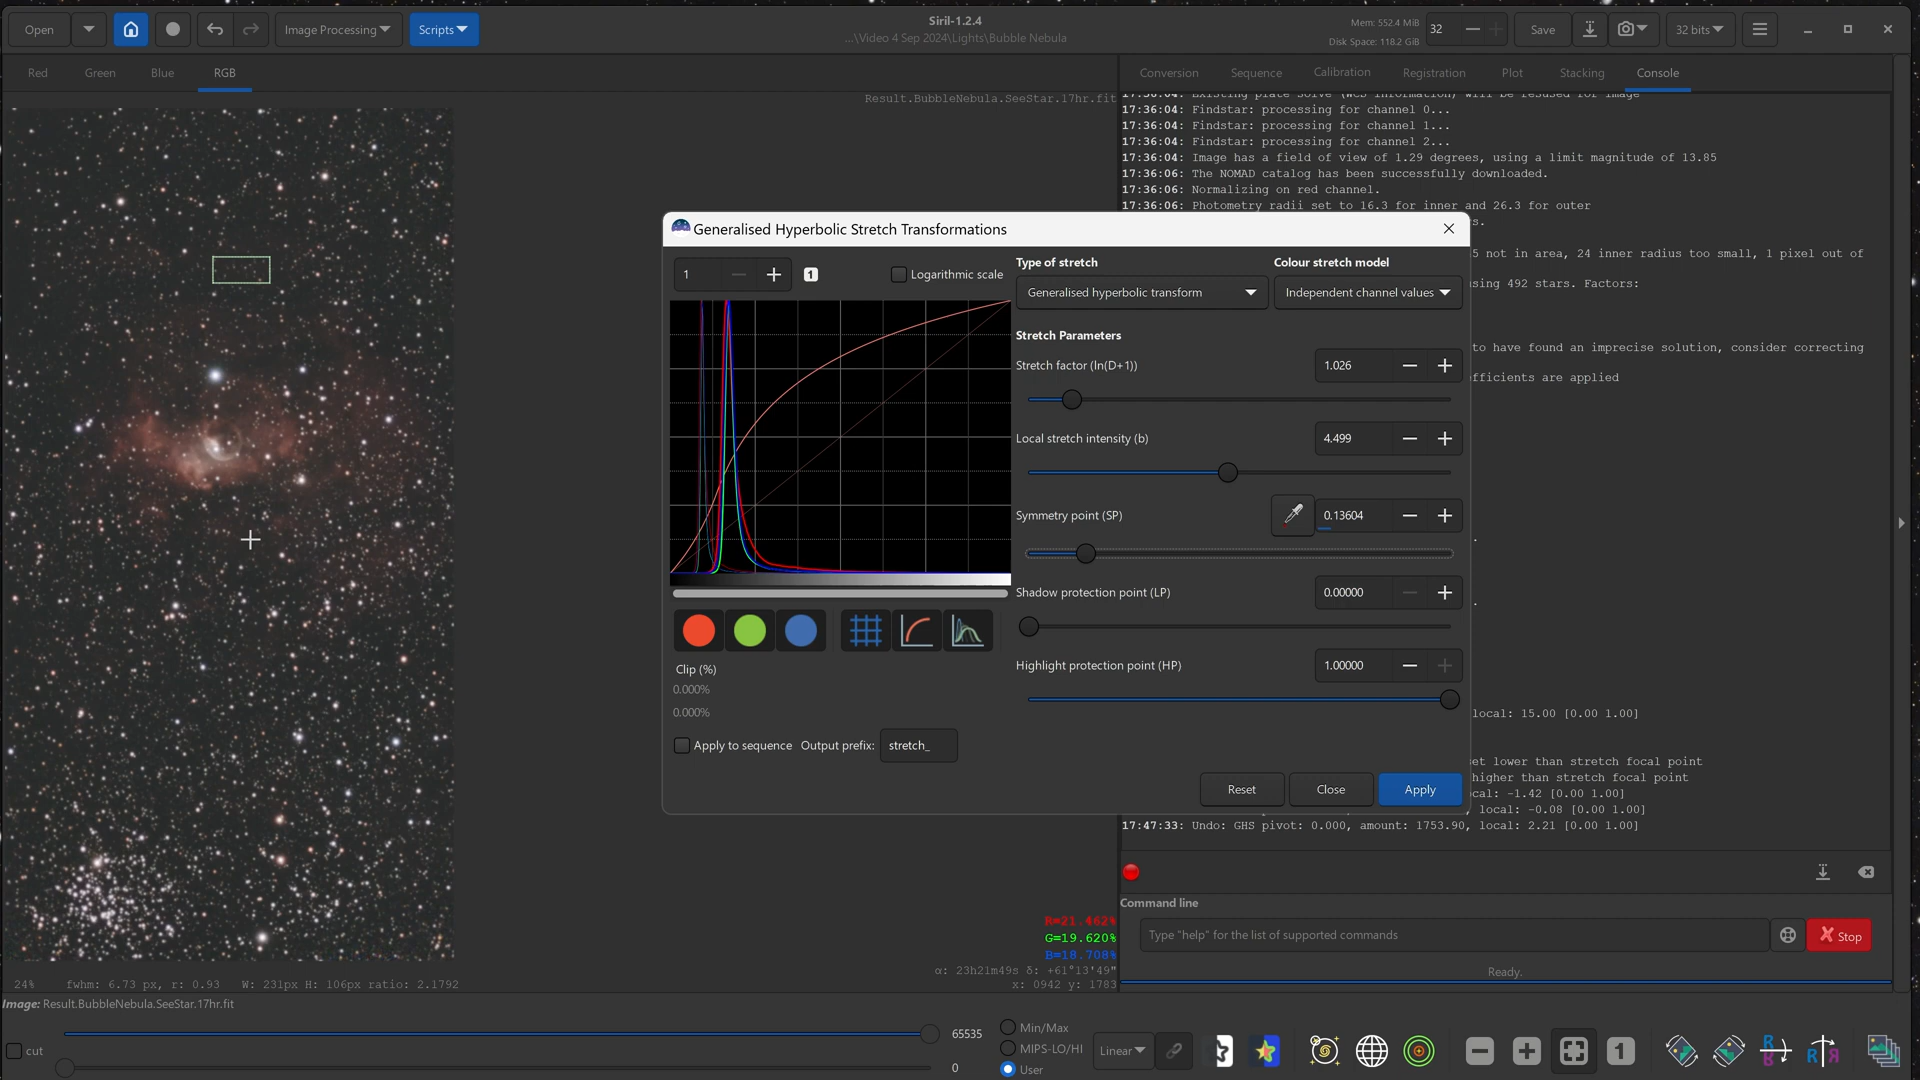 Open
Image Processing
Scripts
Siril-1.2.4
...\Video 4 Sep 2024\Lights\Bubble Nebula
Mem: 552.4 MiB
Disk Space: 118.2 GiB
32
Save
32 bits
Red
Green
Blue
RGB
Conversion
Sequence
Calibration
Registration
Plot
Stacking
Console
Result.BubbleNebula.SeeStar.17hr.fit
17:36:04: Existing plate solve (WCS information) will be resused for image
17:36:04: Findstar: processing for channel 0...
17:36:04: Findstar: processing for channel 1...
17:36:04: Findstar: processing for channel 2...
17:36:04: Image has a field of view of 1.29 degrees, using a limit magnitude of 13.85
17:36:06: The NOMAD catalog has been successfully downloaded.
17:36:06: Normalizing on red channel.
17:36:06: Photometry radii set to 16.3 for inner and 26.3 for outer
s.
5 not in area, 24 inner radius too small, 1 pixel out of
sing 492 stars. Factors:
to have found an imprecise solution, consider correcting
fficients are applied
local: 15.00 [0.00 1.00]
et lower than stretch focal point
higher than stretch focal point
cal: -1.42 [0.00 1.00]
local: -0.08 [0.00 1.00]
17:47:33: Undo: GHS pivot: 0.000, amount: 1753.90, local: 2.21 [0.00 1.00]
Generalised Hyperbolic Stretch Transformations
1
1
Logarithmic scale
Type of stretch
Colour stretch model
Generalised hyperbolic transform
Independent channel values
Stretch Parameters
Stretch factor (ln(D+1))
1.026
Local stretch intensity (b)
4.499
Symmetry point (SP)
0.13604
Shadow protection point (LP)
0.00000
Highlight protection point (HP)
1.00000
Clip (%)
0.000%
0.000%
Apply to sequence
Output prefix:
stretch_
Reset
Close
Apply
Command line
Type "help" for the list of supported commands
Stop
Ready.
R=21.462%
G=19.620%
B=18.708%
α: 23h21m49s δ: +61°13'49"
x: 0942 y: 1783
24%
fwhm: 6.73 px, r: 0.93
W: 231px H: 106px ratio: 2.1792
Image: Result.BubbleNebula.SeeStar.17hr.fit
65535
cut
0
Min/Max
MIPS-LO/HI
User
Linear
1
R
R
R R